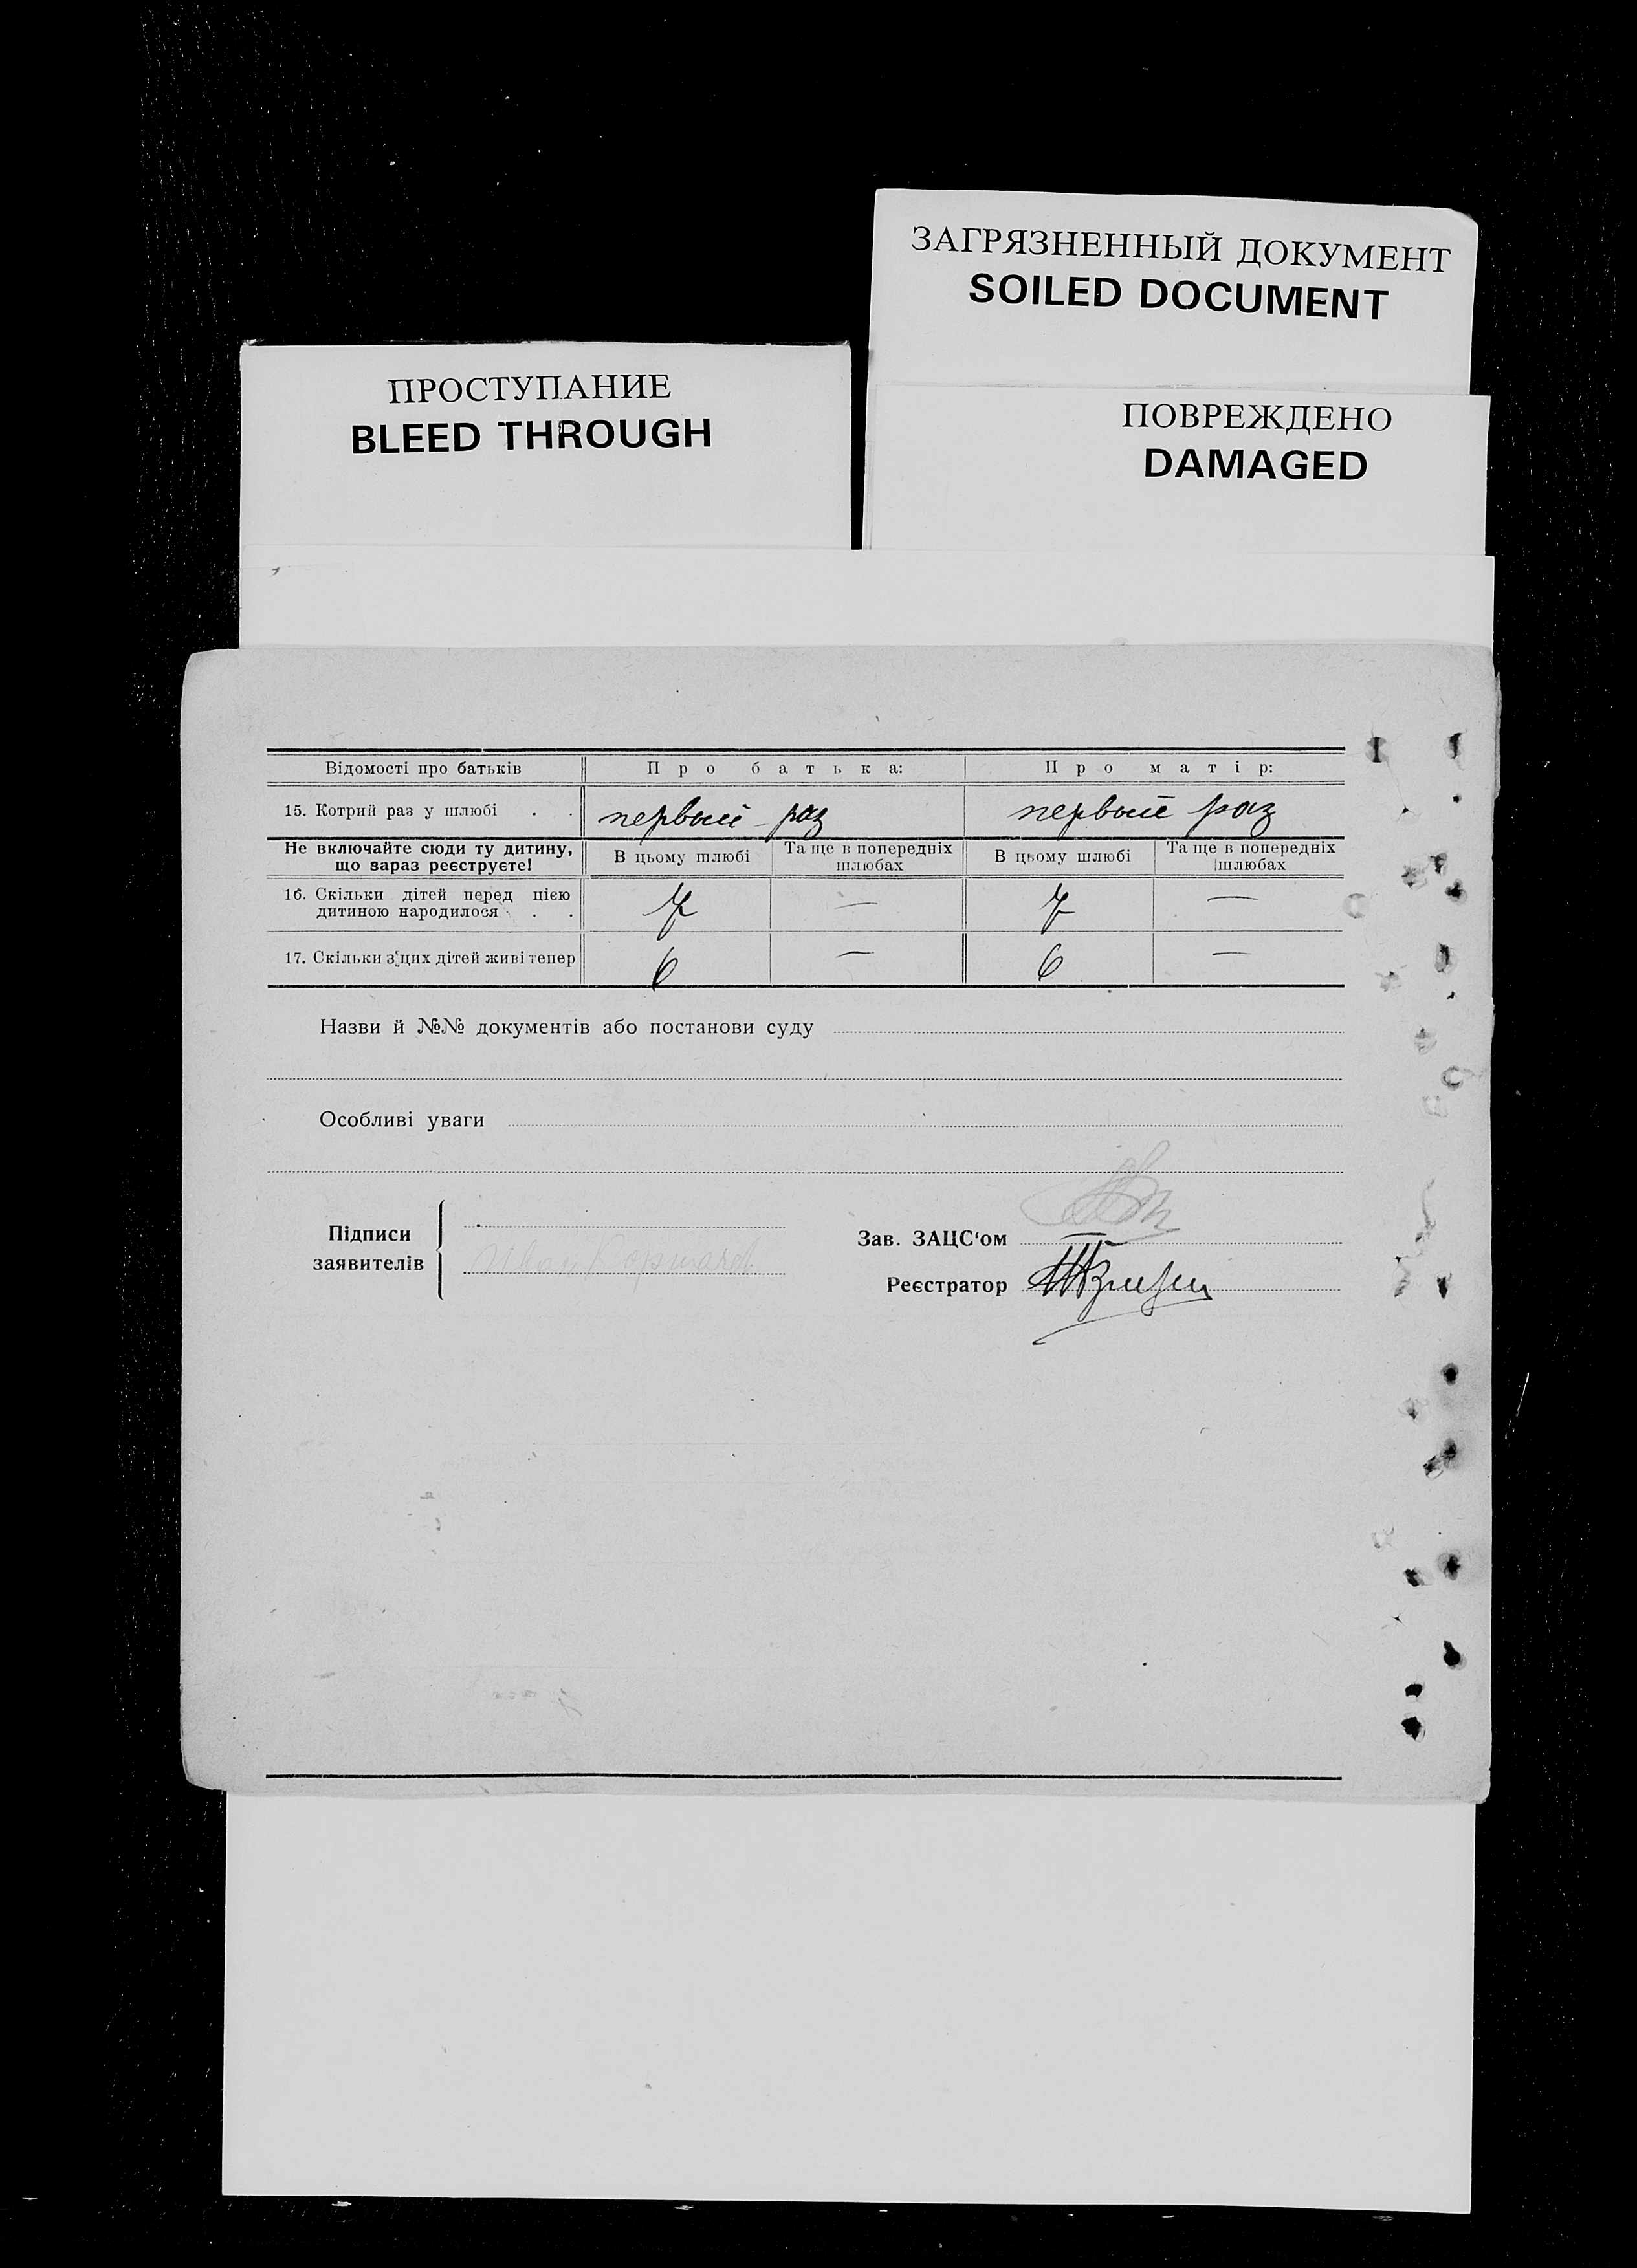 ЗАГРЯЗНЕННЫЙ ДОКУМЕНТ
SOILED DOCUMENT
ПРОСТУПАНИЕ
BLEED THROUGH
ПОВРЕЖДЕНО
DAMAGED
Відомості про батьків Про батька: Про матір:
15. Котрий раз у шлюбі . . первый раз первый раз
Не включайте сюди ту дитину, що зараз реєструєте! В цьому шлюбі Та ще в попередніх шлюбах В цьому шлюбі Та ще в попередніх шлюбах
16. Скільки дітей перед цією
дитиною народилося . . 7 — 7 —
17. Скільки з цих дітей живі тепер 6 — 6 —
Назви й №№ документів або постанови суду
Особливі уваги
Підписи
заявителів
Зав. ЗАЦС‘ом
Реєстратор